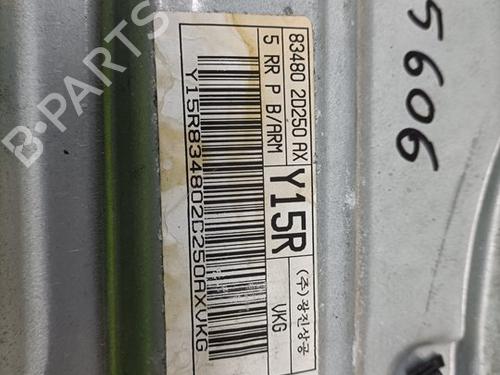 83480 2D250 AX
5 RR P B/ARM
Y15R
(주)광진상공
VKG
Y15R834802D250AXVKG
5606
B-PARTS